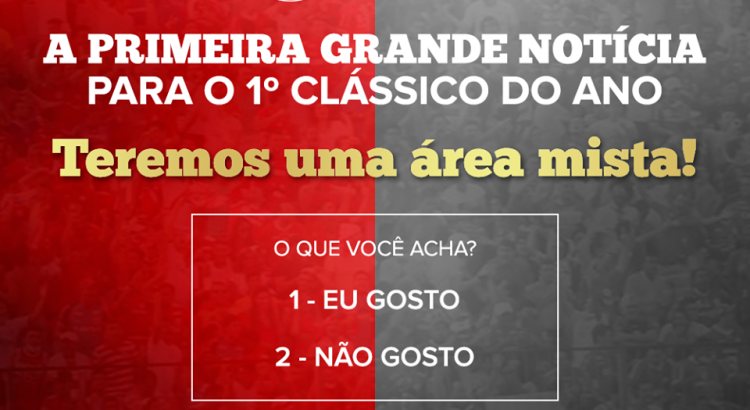 A PRIMEIRA GRANDE NOTÍCIA
PARA O 1º CLÁSSICO DO ANO
Teremos uma área mista!
O QUE VOCÊ ACHA?
1 - EU GOSTO
2 - NÃO GOSTO